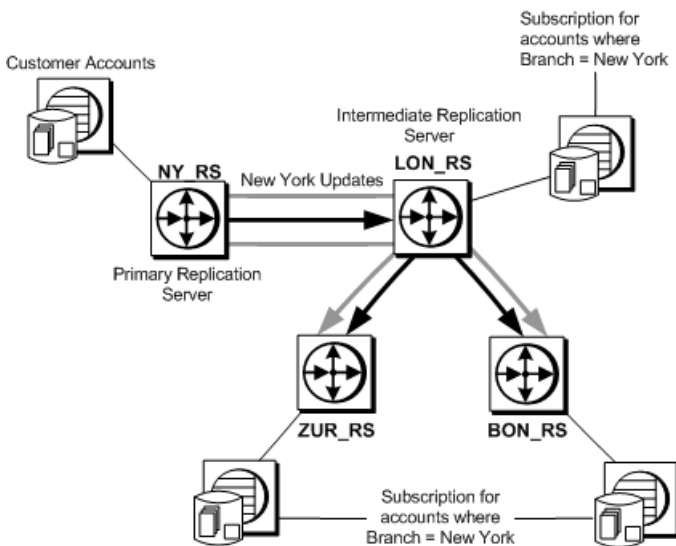 Subscription for
accounts where
Branch = New York
Customer Accounts
Intermediate Replication
Server
NY_RS
New York Updates
LON_RS
Primary Replication
Server
ZUR_RS
BON_RS
Subscription for
accounts where
Branch = New York